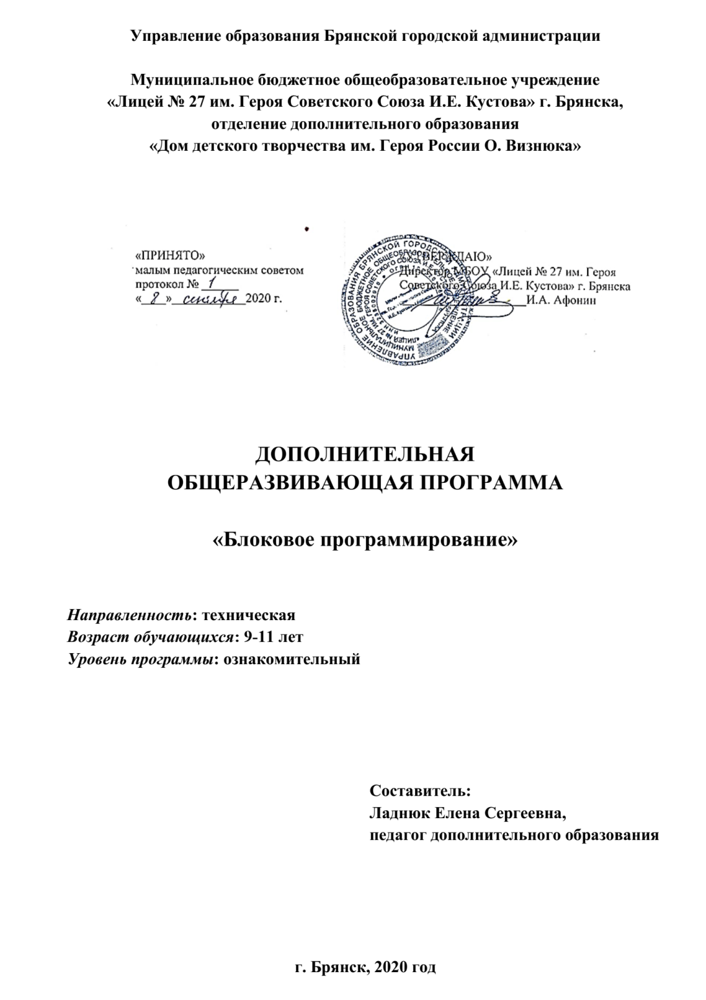 Управление образования Брянской городской администрации
Муниципальное бюджетное общеобразовательное учреждение
«Лицей № 27 им. Героя Советского Союза И.Е. Кустова» г. Брянска,
отделение дополнительного образования
«Дом детского творчества им. Героя России О. Визнюка»
«ПРИНЯТО»
малым педагогическим советом
протокол № 1
« 8 » сентября 2020 г.
«УТВЕРЖДАЮ»
Директор МБОУ «Лицей № 27 им. Героя
Советского Союза И.Е. Кустова» г. Брянска
И.А. Афонин
ДОПОЛНИТЕЛЬНАЯ
ОБЩЕРАЗВИВАЮЩАЯ ПРОГРАММА
«Блоковое программирование»
Направленность: техническая
Возраст обучающихся: 9-11 лет
Уровень программы: ознакомительный
Составитель:
Ладнюк Елена Сергеевна,
педагог дополнительного образования
г. Брянск, 2020 год